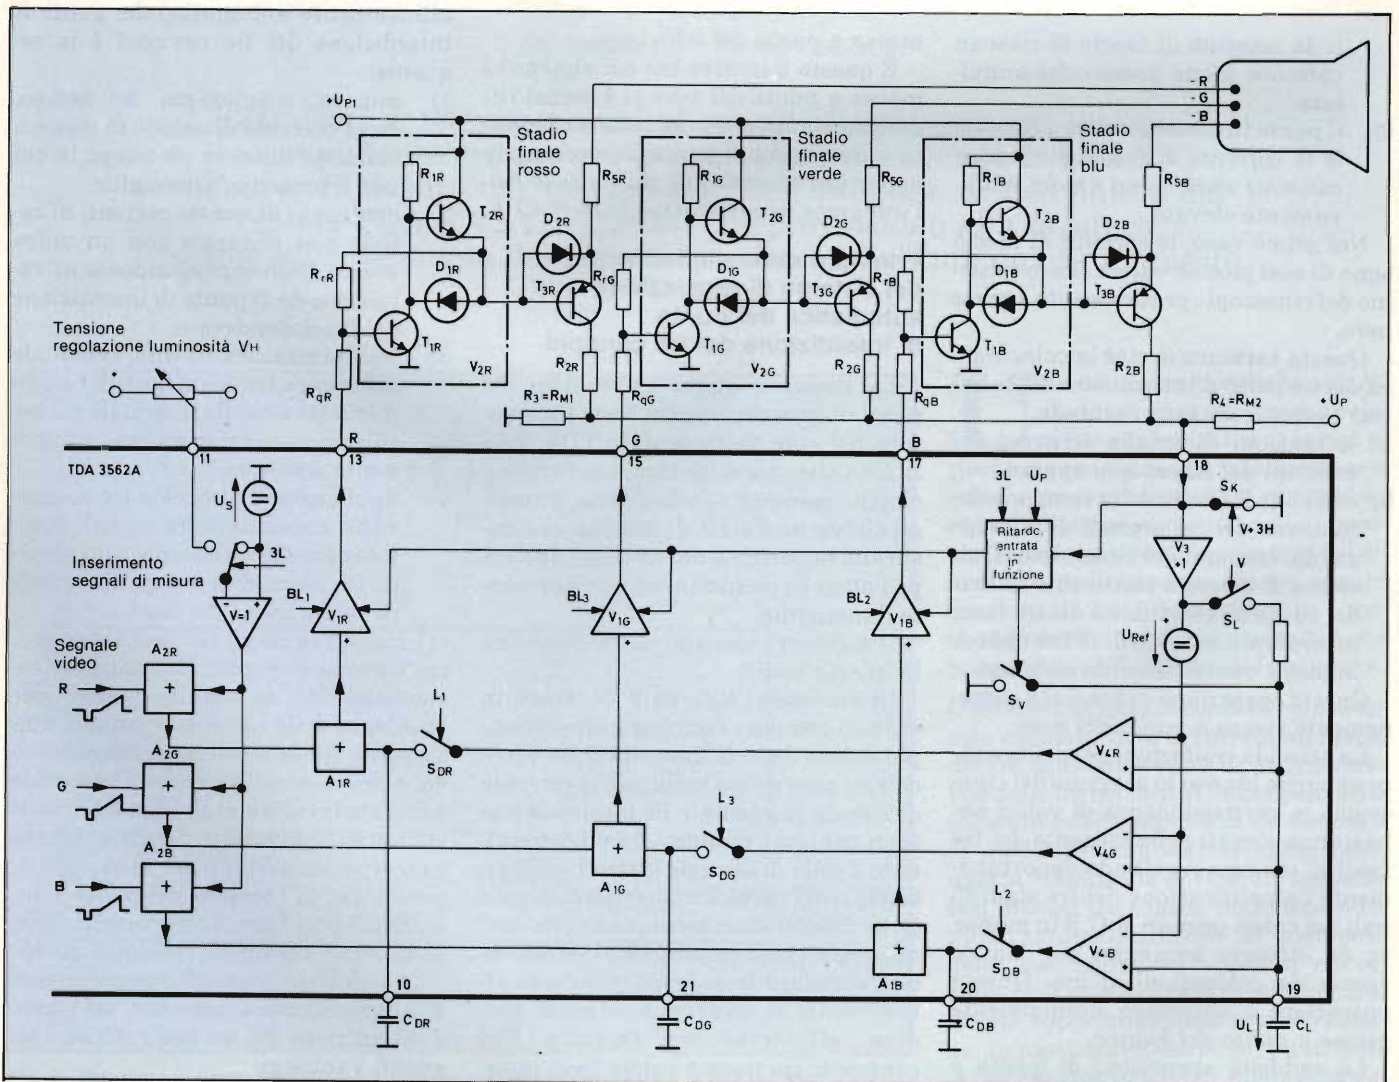 - R
- G
- B
+UP1
Stadio
finale
rosso
Stadio
finale
verde
Stadio
finale
blu
R1R
T2R
D2R
R5R
R1G
T2G
D2G
R5G
R1B
T2B
D2B
R5B
RrR
D1R
T3R
RrG
D1G
T3G
RrB
D1B
T3B
T1R
T1G
T1B
V2R
R2R
V2G
R2G
V2B
R2B
Tensione
regolazione luminosità VH
+
RqR
R3 = RM1
RqG
RqB
R4=RM2
+UP
R
G
B
TDA 3562A
11
13
15
17
18
US
3L
UP
SK
V+3H
3L
Ritardo
entrata
in
funzione
V3
+1
V
SL
Inserimento
segnali di misura
- +
V=1
BL1
V1R
+
BL3
V1G
+
BL2
V1B
+
URef
+
-
Segnale
video
R
A2R
+
SV
L1
A2G
+
A1R
SDR
V4R
G
+
L3
-
V4G
A2B
B
+
+
A1G
SDG
L2
V4B
+
+
A1B
SDB
10
21
20
19
CDR
CDG
CDB
UL
CL